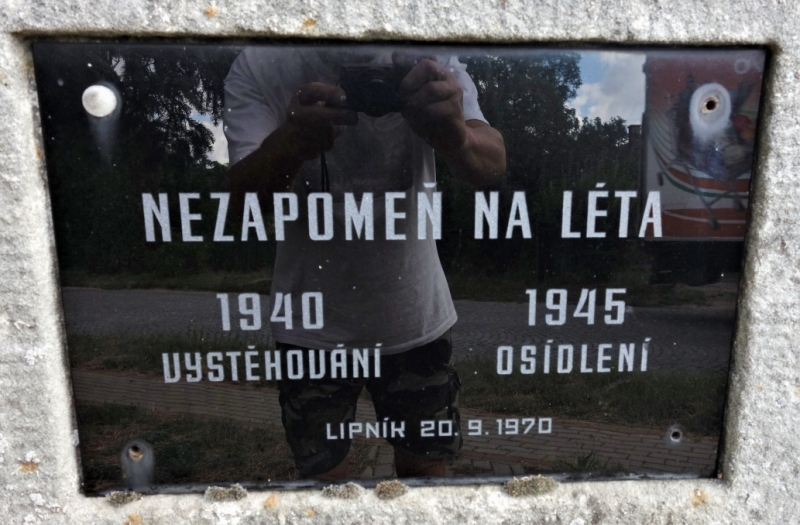 NEZAPOMEŇ NA LÉTA
1940 1945
VYSTĚHOVÁNÍ OSÍDLENÍ
LIPNÍK 20. 9. 1970